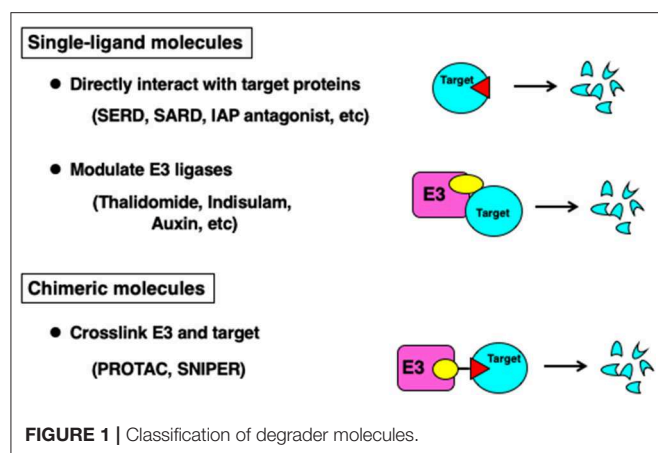 Single-ligand molecules
● Directly interact with target proteins
(SERD, SARD, IAP antagonist, etc)
Target
● Modulate E3 ligases
(Thalidomide, Indisulam,
Auxin, etc)
E3
Target
Chimeric molecules
● Crosslink E3 and target
(PROTAC, SNIPER)
E3
Target
FIGURE 1 | Classification of degrader molecules.